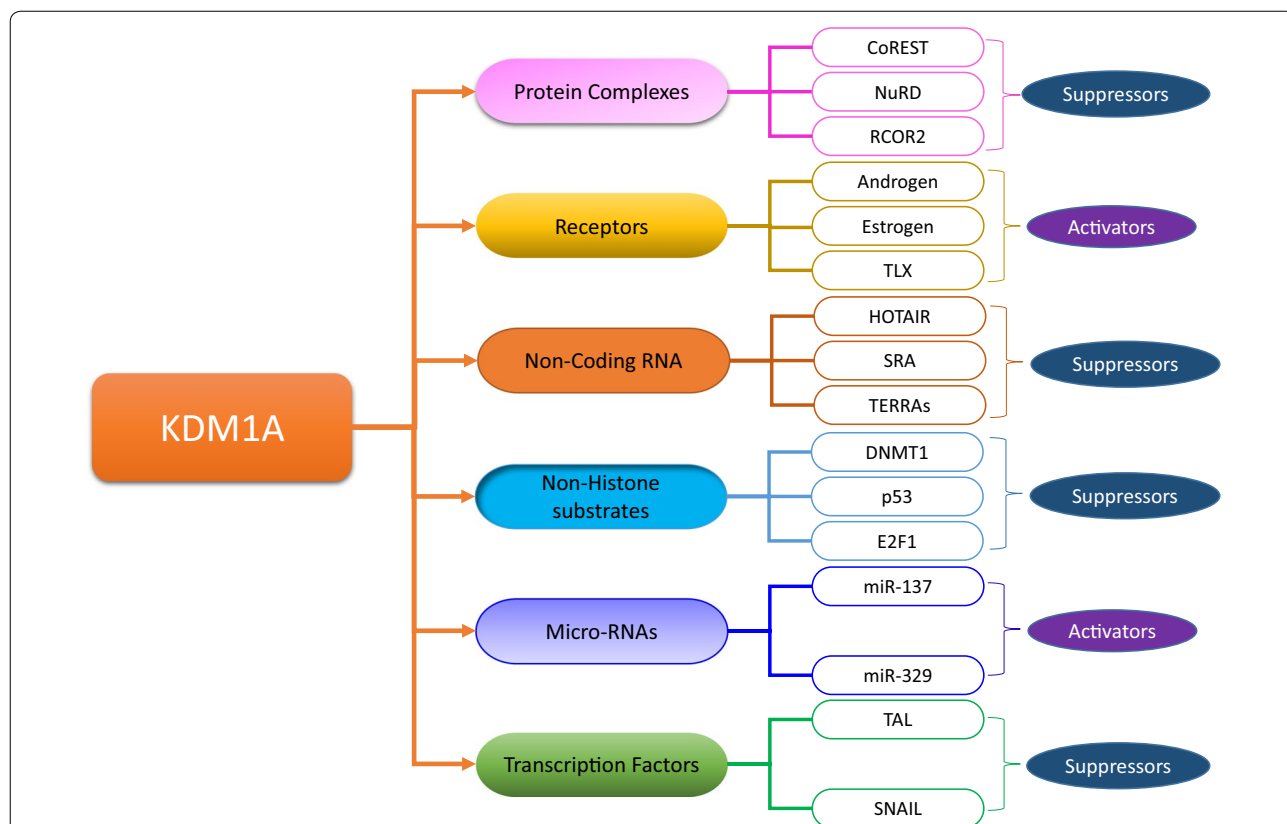 KDM1A
Protein Complexes
CoREST
NuRD
RCOR2
Suppressors
Receptors
Androgen
Estrogen
TLX
Activators
Non-Coding RNA
HOTAIR
SRA
TERRAs
Suppressors
Non-Histone
substrates
DNMT1
p53
E2F1
Suppressors
Micro-RNAs
miR-137
miR-329
Activators
Transcription Factors
TAL
SNAIL
Suppressors